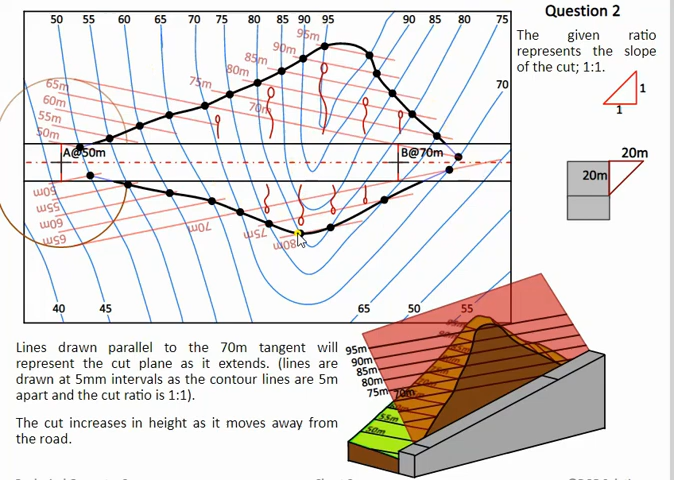 50 55 60 65 70 75 80 85 90 95 90 85 80 75
Question 2
The given ratio
represents the slope
of the cut; 1:1.
1
1
20m
20m
95m
90m
85m
80m
75m
70m
65m
60m
55m
50m
70
A@50m
B@70m
50m
55m
60m
65m
70m
75m
80m
40 45 65 50 55
Lines drawn parallel to the 70m tangent will
represent the cut plane as it extends. (lines are
drawn at 5mm intervals as the contour lines are 5m
apart and the cut ratio is 1:1).
The cut increases in height as it moves away from
the road.
95m
90m
85m
80m
75m 70m
55m
50m